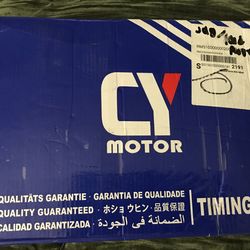 CY
MOTOR
QUALITÄTS GARANTIE · GARANTIA DE QUALIDADE
QUALITY GUARANTEED · ホショウヒン · 品質保証
CALIDAD GARANTIZADA · الضمانة في الجودة
TIMING